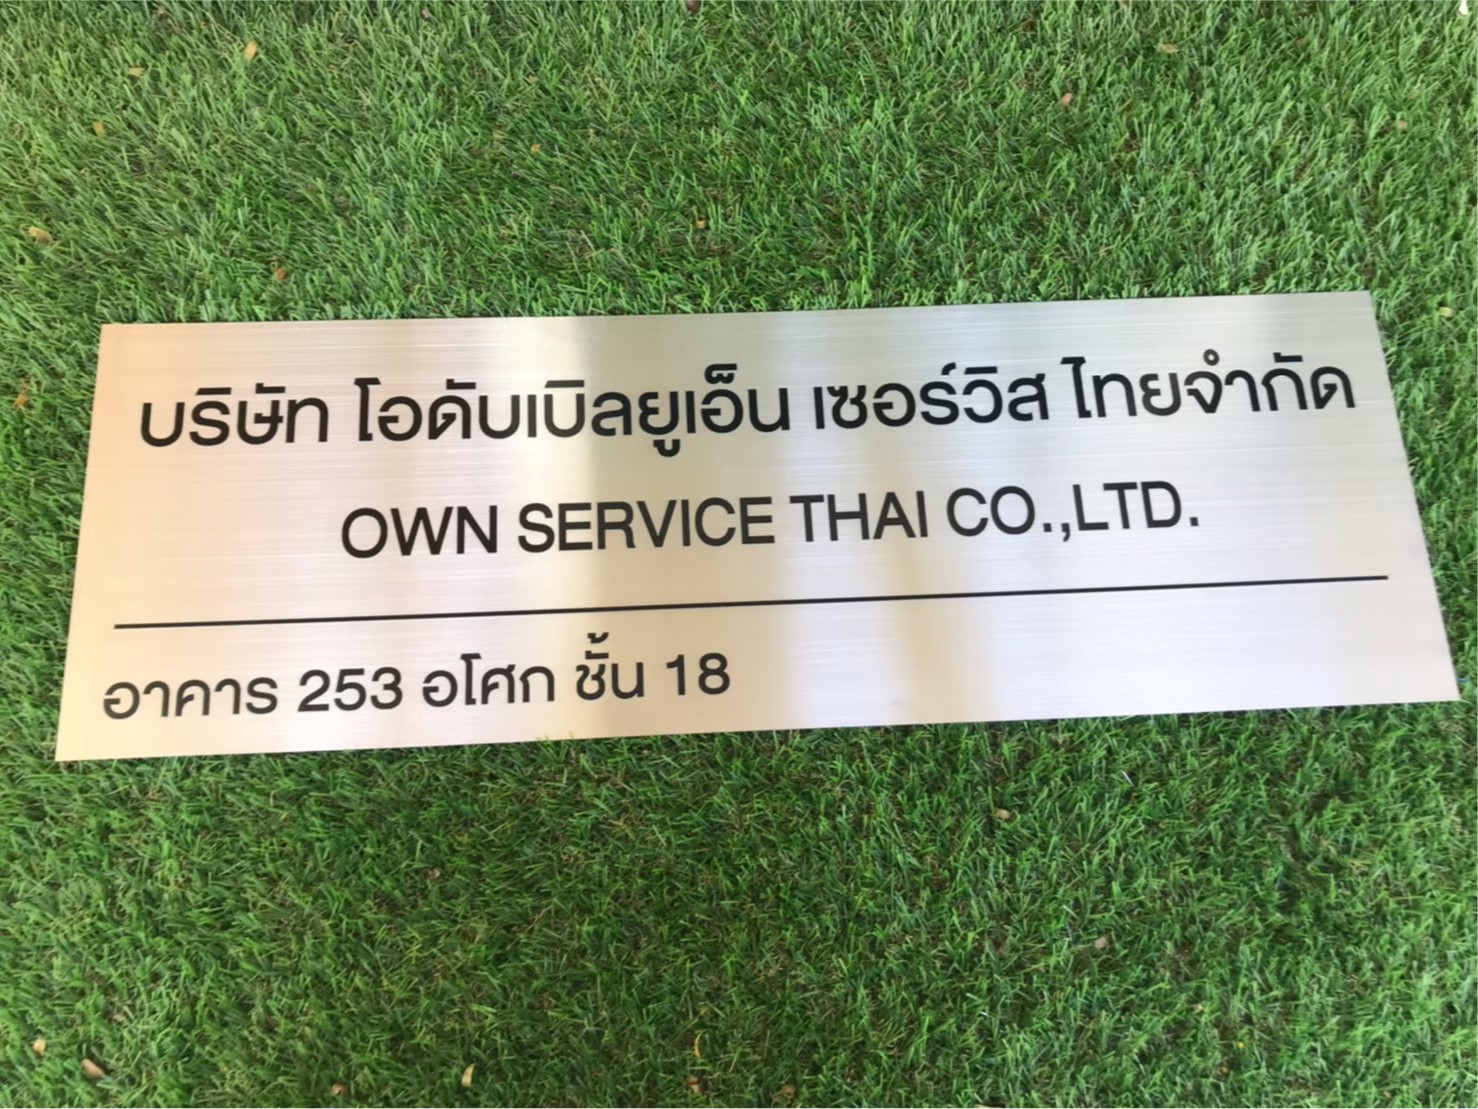 บริษัท โอดับเบิลยูเอ็น เซอร์วิส ไทยจำกัด
OWN SERVICE THAI CO.,LTD.
อาคาร 253 อโศก ชั้น 18